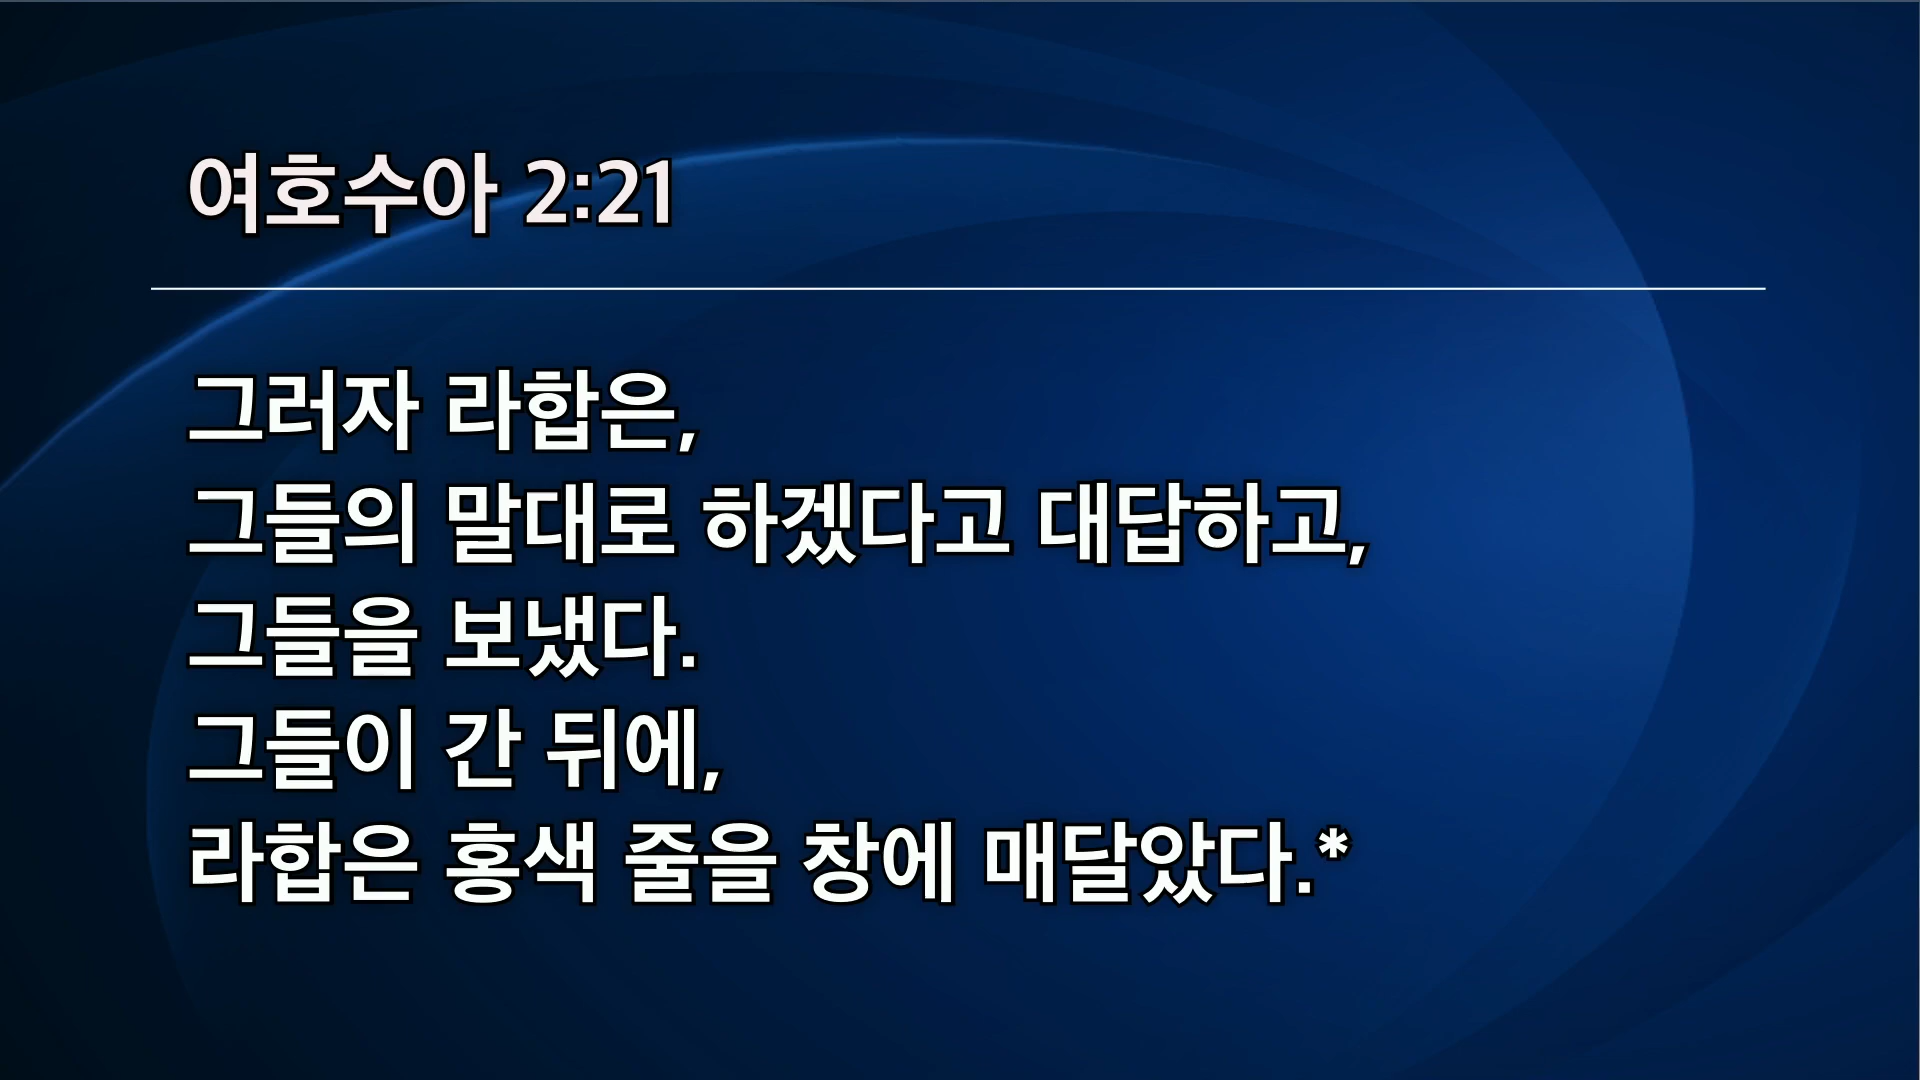 여호수아 2:21
그러자 라합은,
그들의 말대로 하겠다고 대답하고,
그들을 보냈다.
그들이 간 뒤에,
라합은 홍색 줄을 창에 매달았다.*